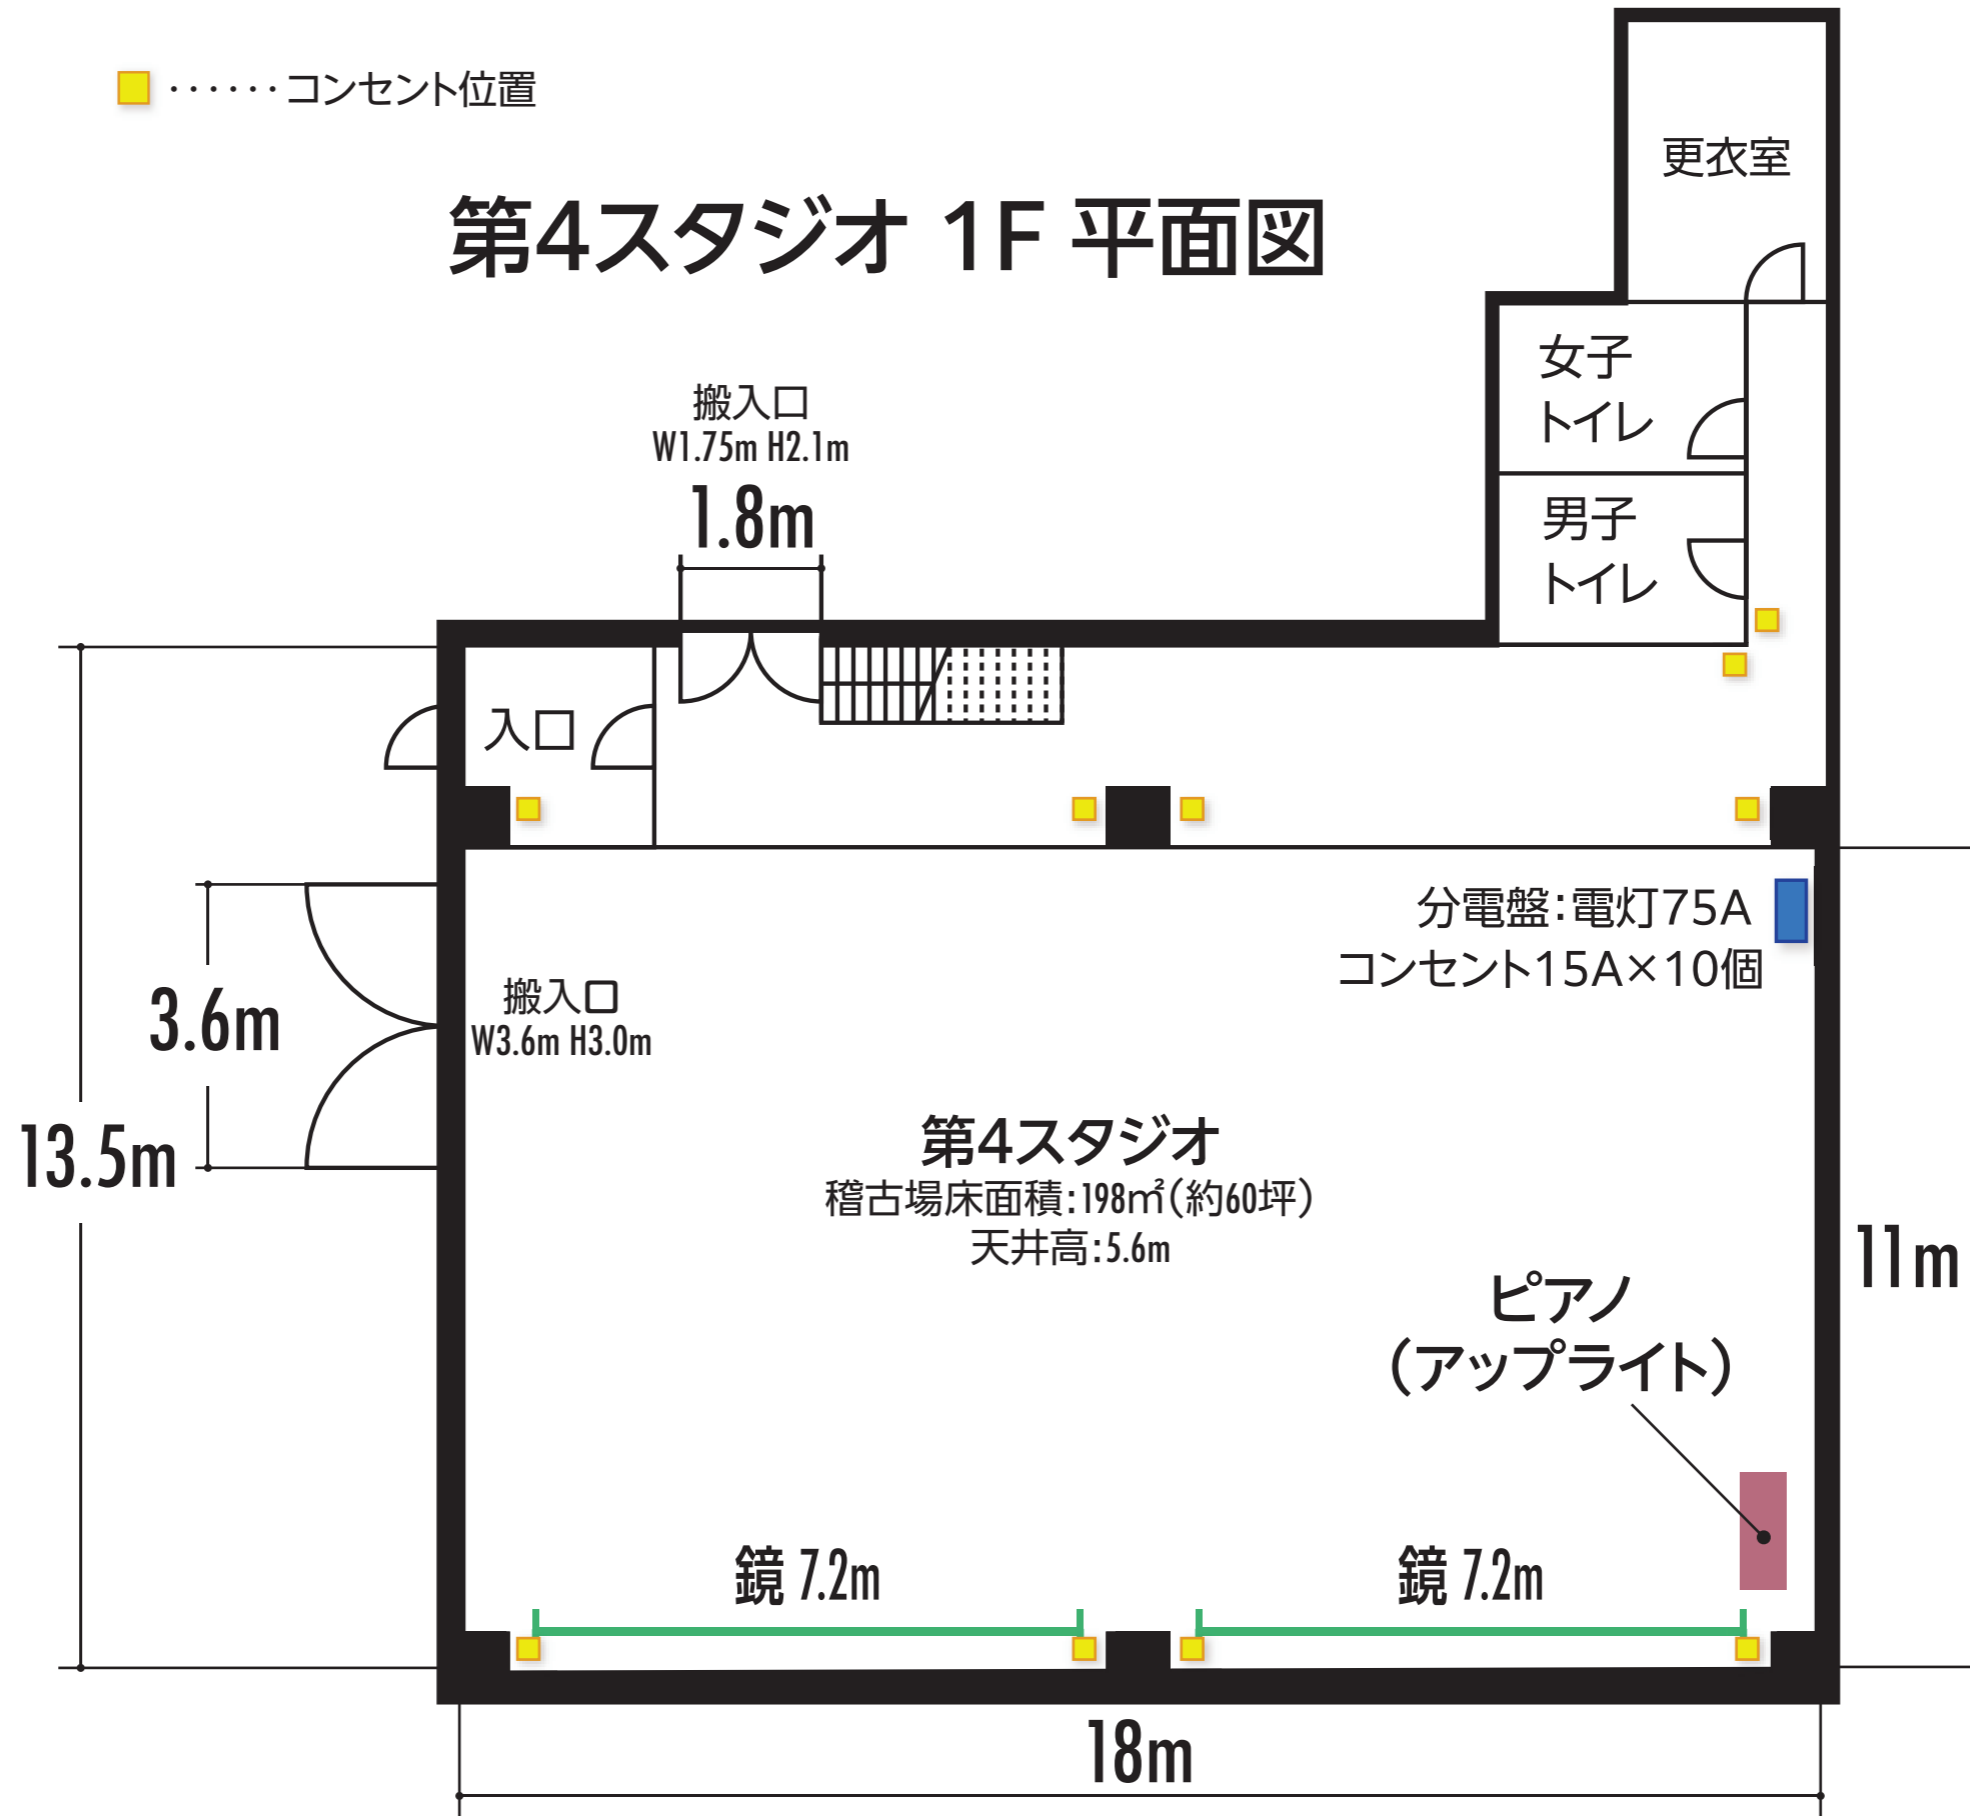 ······コンセント位置
第4スタジオ 1F 平面図
更衣室
女子
トイレ
男子
トイレ
搬入口
W1.75m H2.1m
1.8m
入口
分電盤:電灯75A
コンセント15A×10個
搬入口
W3.6m H3.0m
3.6m
13.5m
第4スタジオ
稽古場床面積:198㎡(約60坪)
天井高:5.6m
11m
ピアノ
(アップライト)
鏡 7.2m
鏡 7.2m
18m